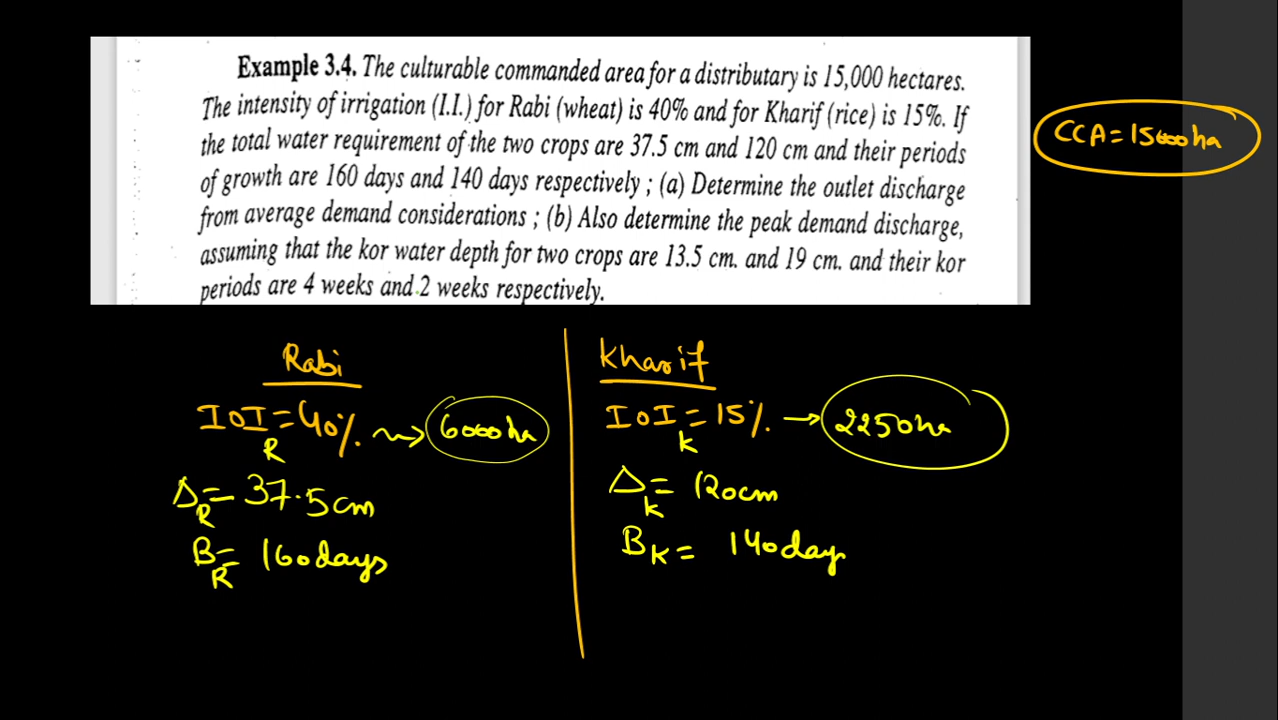 Example 3.4. The culturable commanded area for a distributary is 15,000 hectares.
The intensity of irrigation (I.I.) for Rabi (wheat) is 40% and for Kharif (rice) is 15%. If
the total water requirement of the two crops are 37.5 cm and 120 cm and their periods
of growth are 160 days and 140 days respectively ; (a) Determine the outlet discharge
from average demand considerations ; (b) Also determine the peak demand discharge,
assuming that the kor water depth for two crops are 13.5 cm. and 19 cm. and their kor
periods are 4 weeks and 2 weeks respectively.
CCA = 15000 ha
Rabi
IOI_R = 40% → 6000 ha
Δ_R = 37.5 cm
B_R = 160 days
Kharif
IOI_K = 15% → 2250 ha
Δ_K = 120 cm
B_K = 140 day